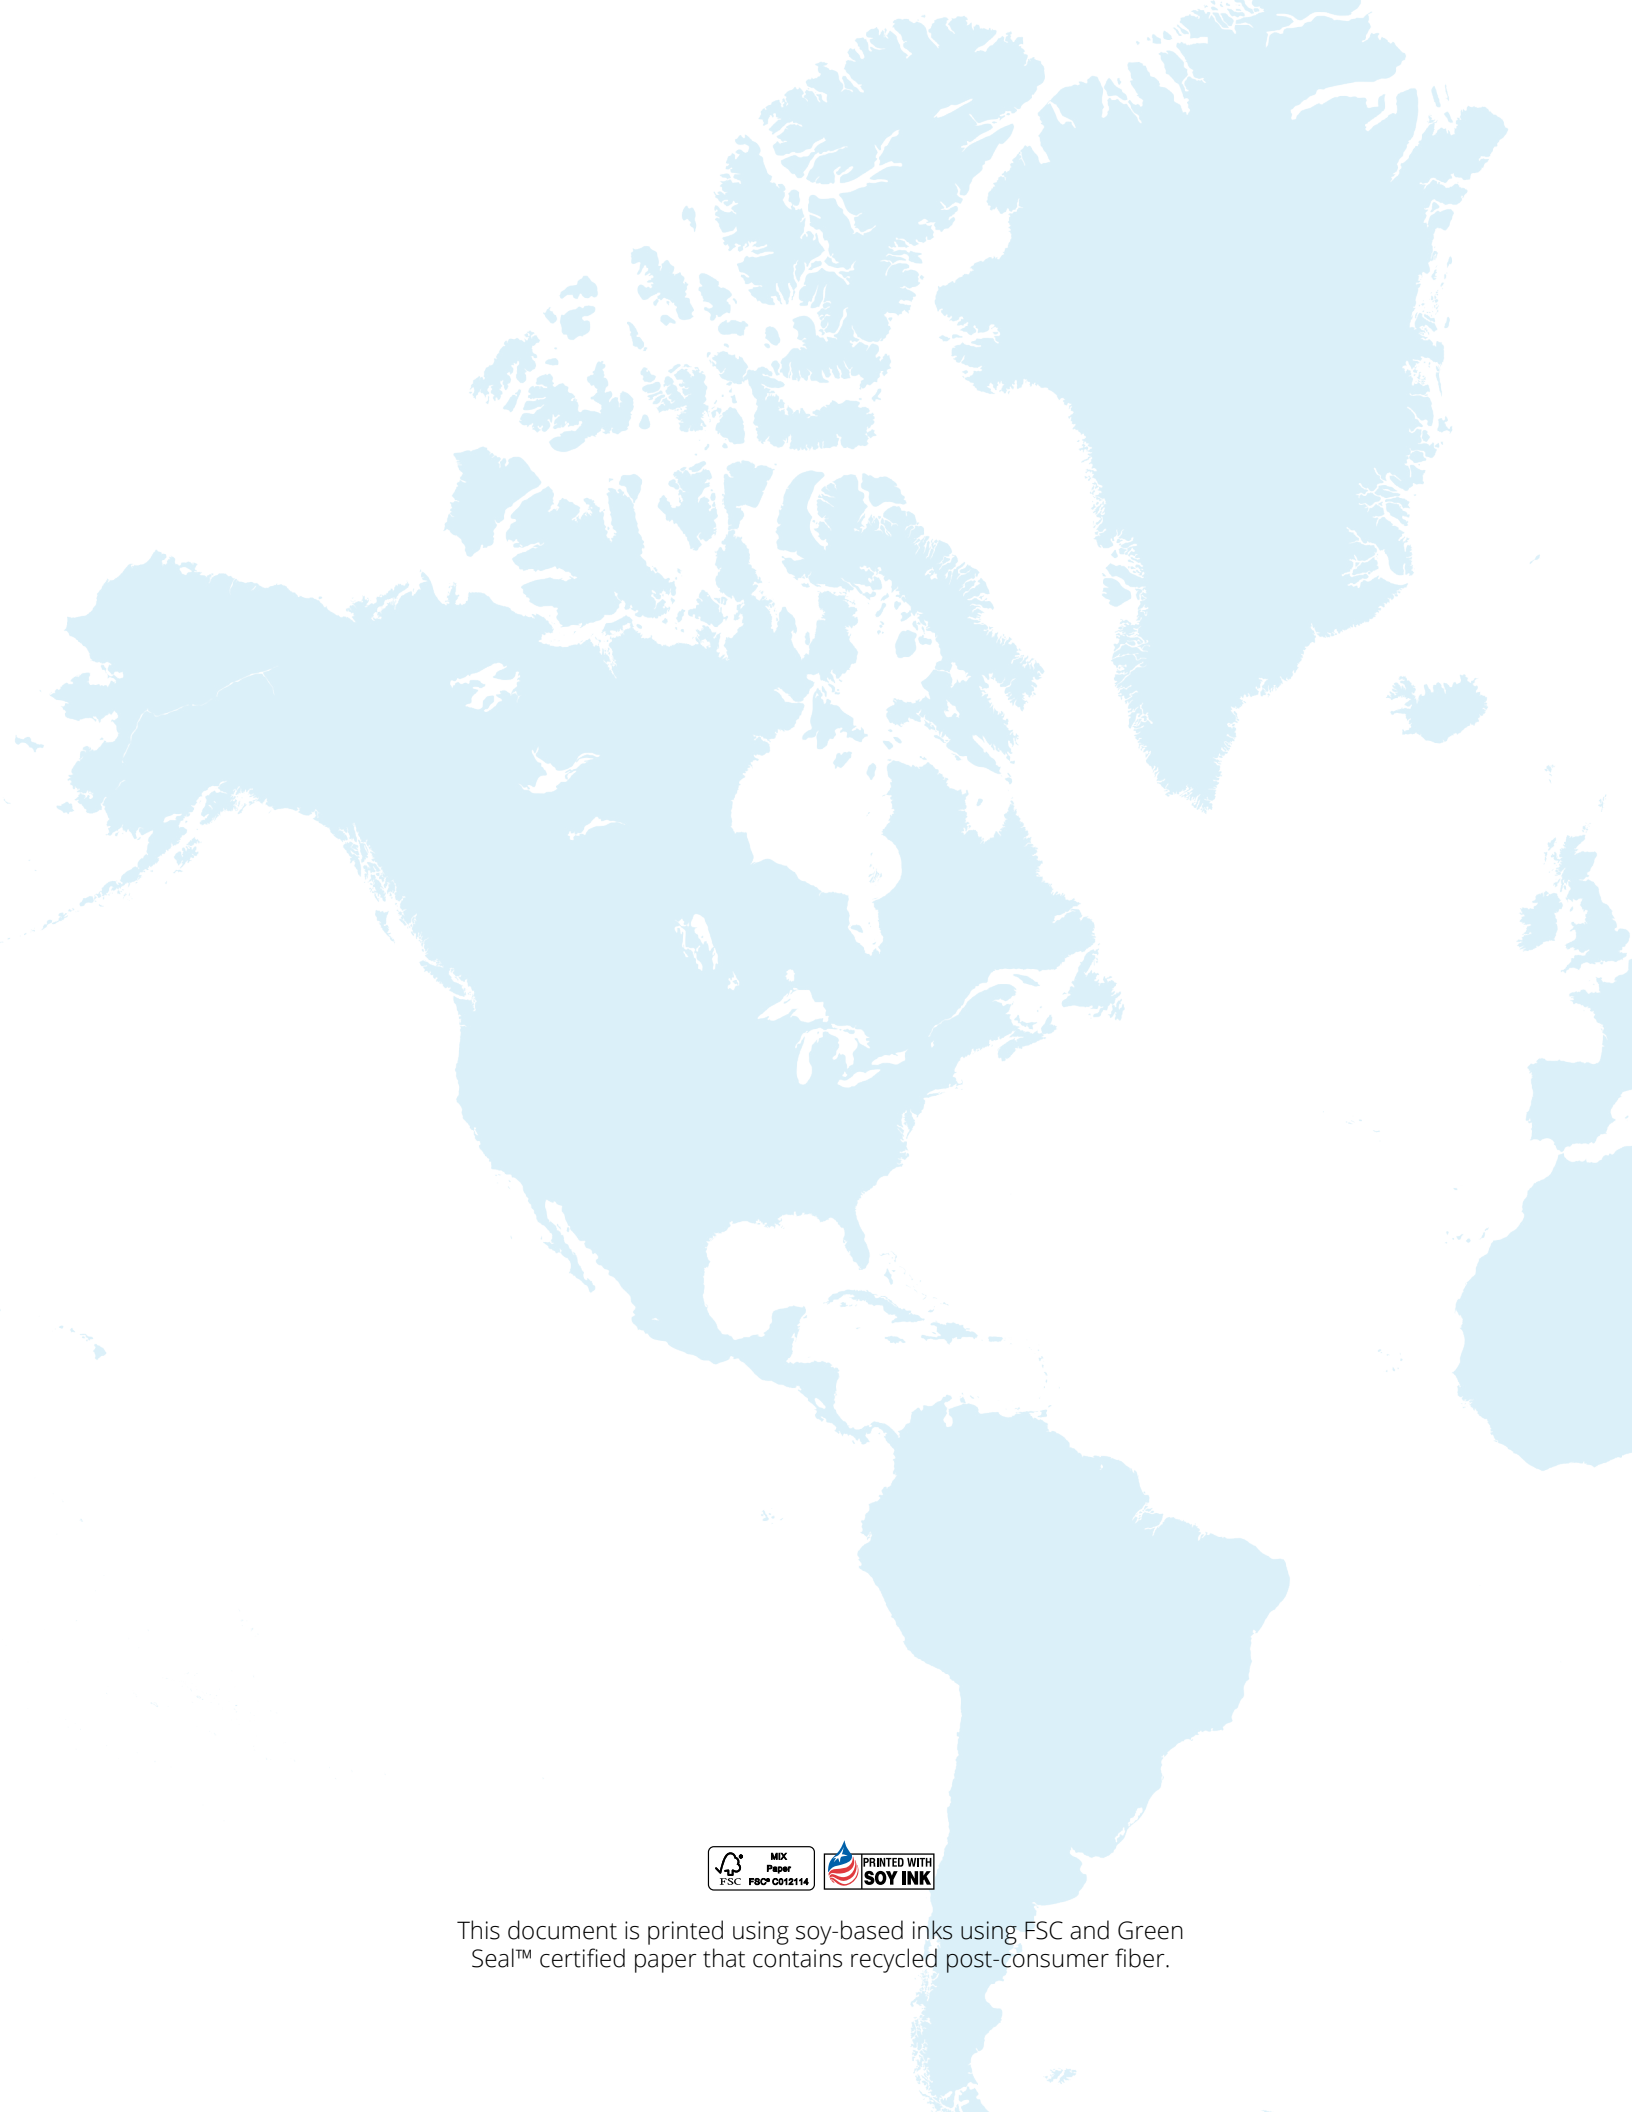 MIX
Paper
FSC FSC® C012114
PRINTED WITH
SOY INK
This document is printed using soy-based inks using FSC and Green
Seal™ certified paper that contains recycled post-consumer fiber.